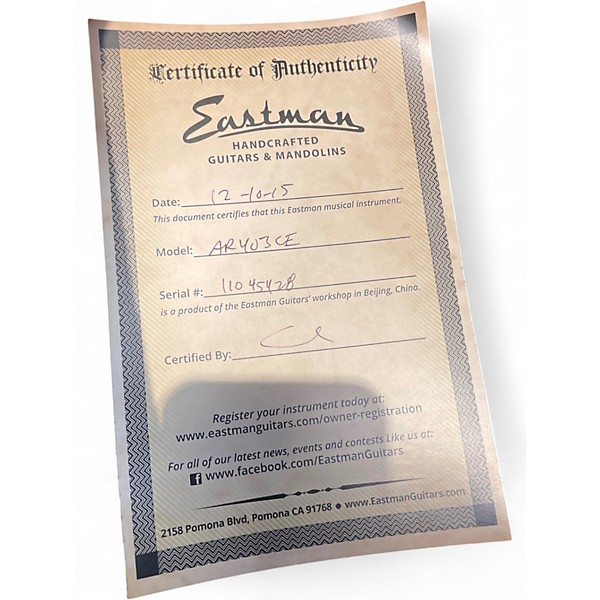 Certificate of Authenticity
Eastman
HANDCRAFTED
GUITARS & MANDOLINS
Date: 12-10-15
This document certifies that this Eastman musical instrument,
Model: AR403CE
Serial #: 11045428
is a product of the Eastman Guitars' workshop in Beijing, China.
Certified By:
Register your instrument today at:
www.eastmanguitars.com/owner-registration
For all of our latest news, events and contests Like us at:
f www.facebook.com/EastmanGuitars
2158 Pomona Blvd, Pomona CA 91768 ● www.EastmanGuitars.com